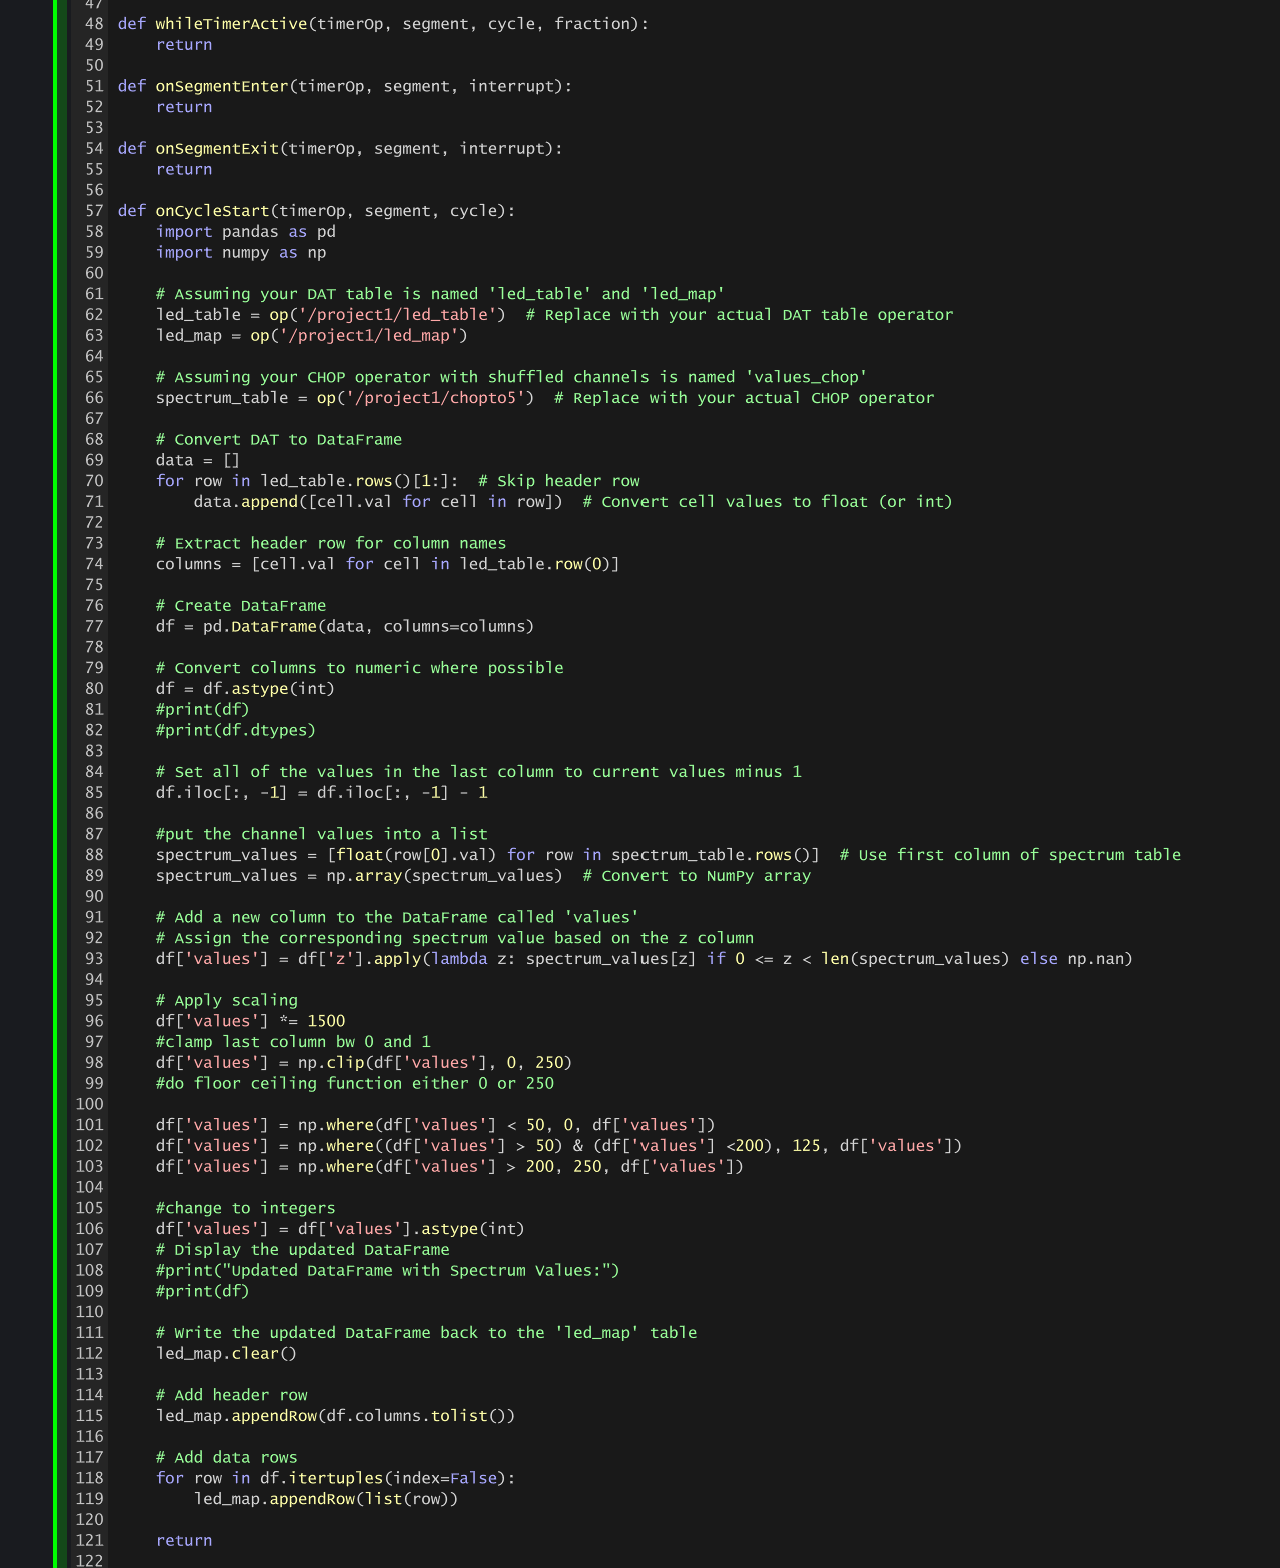 47
48 def whileTimerActive(timerOp, segment, cycle, fraction):
49     return
50
51 def onSegmentEnter(timerOp, segment, interrupt):
52     return
53
54 def onSegmentExit(timerOp, segment, interrupt):
55     return
56
57 def onCycleStart(timerOp, segment, cycle):
58     import pandas as pd
59     import numpy as np
60
61     # Assuming your DAT table is named 'led_table' and 'led_map'
62     led_table = op('/project1/led_table')  # Replace with your actual DAT table operator
63     led_map = op('/project1/led_map')
64
65     # Assuming your CHOP operator with shuffled channels is named 'values_chop'
66     spectrum_table = op('/project1/chopto5')  # Replace with your actual CHOP operator
67
68     # Convert DAT to DataFrame
69     data = []
70     for row in led_table.rows()[1:]:  # Skip header row
71         data.append([cell.val for cell in row])  # Convert cell values to float (or int)
72
73     # Extract header row for column names
74     columns = [cell.val for cell in led_table.row(0)]
75
76     # Create DataFrame
77     df = pd.DataFrame(data, columns=columns)
78
79     # Convert columns to numeric where possible
80     df = df.astype(int)
81     #print(df)
82     #print(df.dtypes)
83
84     # Set all of the values in the last column to current values minus 1
85     df.iloc[:, -1] = df.iloc[:, -1] - 1
86
87     #put the channel values into a list
88     spectrum_values = [float(row[0].val) for row in spectrum_table.rows()]  # Use first column of spectrum table
89     spectrum_values = np.array(spectrum_values)  # Convert to NumPy array
90
91     # Add a new column to the DataFrame called 'values'
92     # Assign the corresponding spectrum value based on the z column
93     df['values'] = df['z'].apply(lambda z: spectrum_values[z] if 0 <= z < len(spectrum_values) else np.nan)
94
95     # Apply scaling
96     df['values'] *= 1500
97     #clamp last column bw 0 and 1
98     df['values'] = np.clip(df['values'], 0, 250)
99     #do floor ceiling function either 0 or 250
100
101     df['values'] = np.where(df['values'] < 50, 0, df['values'])
102     df['values'] = np.where((df['values'] > 50) & (df['values'] <200), 125, df['values'])
103     df['values'] = np.where(df['values'] > 200, 250, df['values'])
104
105     #change to integers
106     df['values'] = df['values'].astype(int)
107     # Display the updated DataFrame
108     #print("Updated DataFrame with Spectrum Values:")
109     #print(df)
110
111     # Write the updated DataFrame back to the 'led_map' table
112     led_map.clear()
113
114     # Add header row
115     led_map.appendRow(df.columns.tolist())
116
117     # Add data rows
118     for row in df.itertuples(index=False):
119         led_map.appendRow(list(row))
120
121     return
122